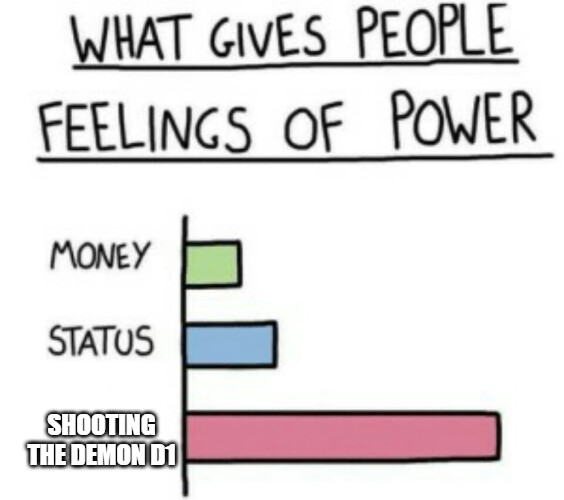 WHAT GIVES PEOPLE
FEELINGS OF POWER
MONEY
STATUS
SHOOTING
THE DEMON D1